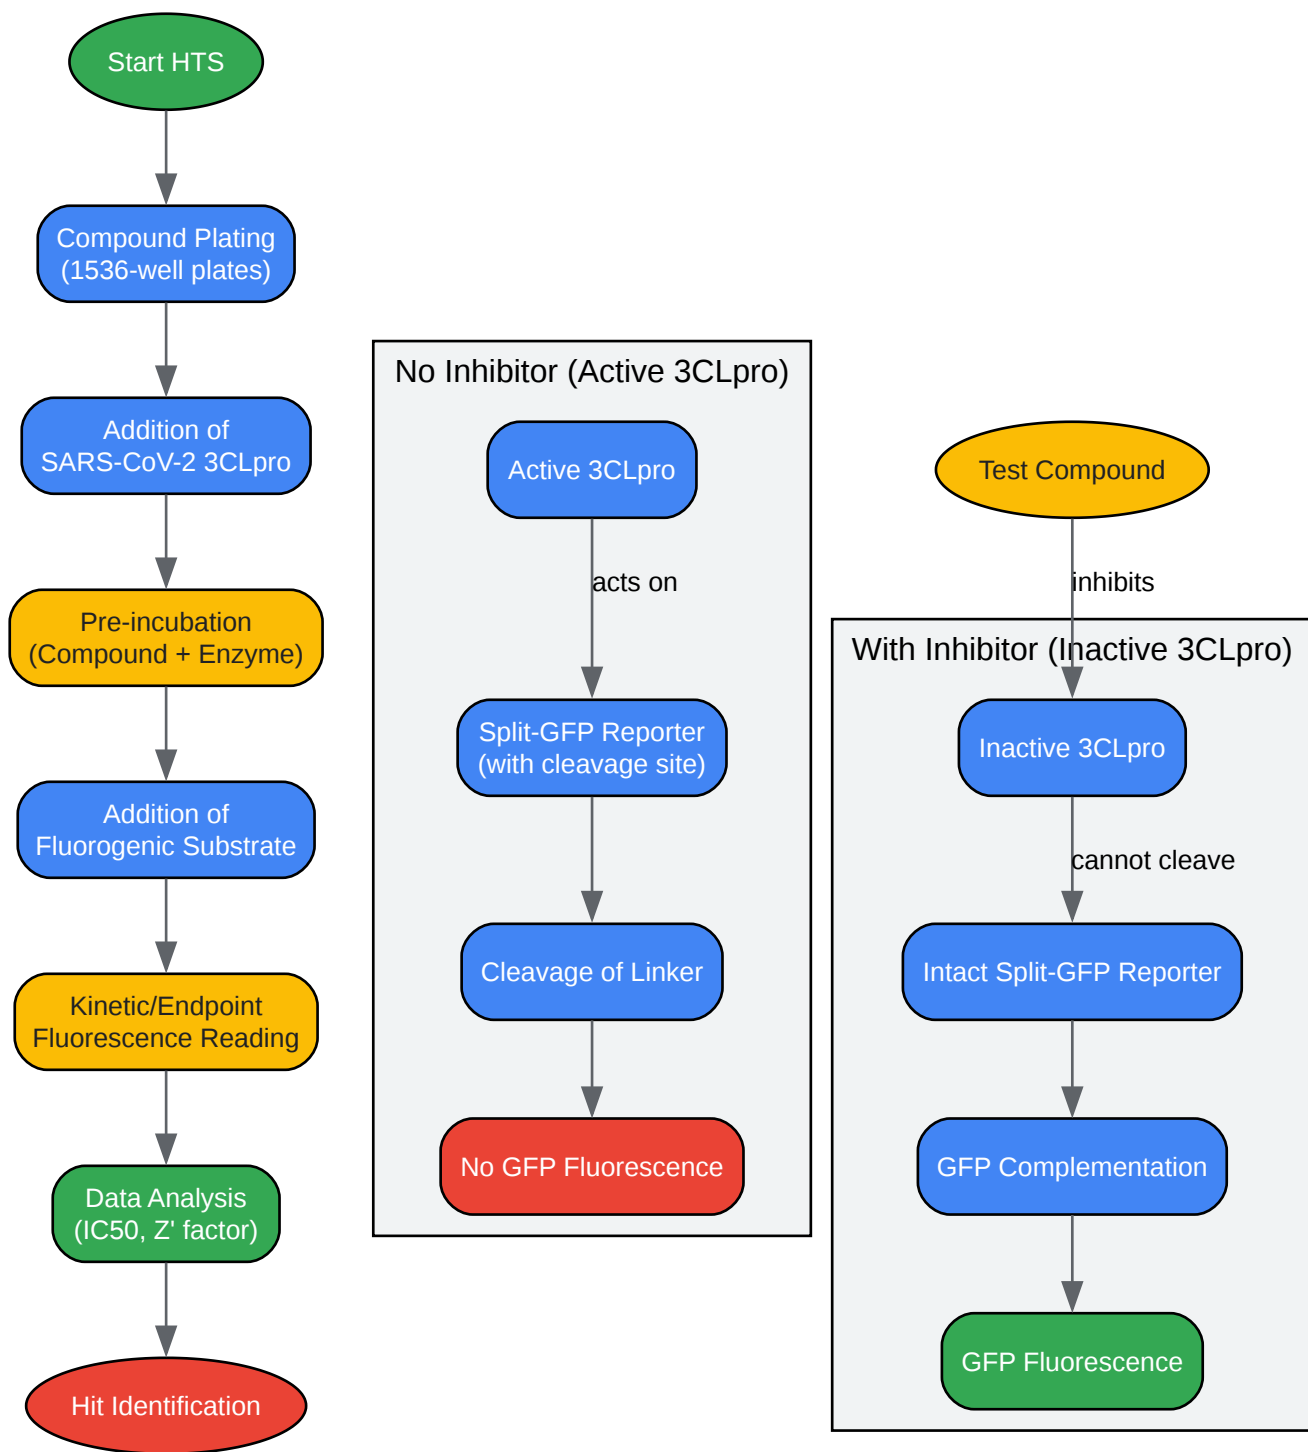 Start HTS
Compound Plating
(1536-well plates)
Addition of
SARS-CoV-2 3CLpro
Pre-incubation
(Compound + Enzyme)
Addition of
Fluorogenic Substrate
Kinetic/Endpoint
Fluorescence Reading
Data Analysis
(IC50, Z' factor)
Hit Identification
No Inhibitor (Active 3CLpro)
Active 3CLpro
acts on
Split-GFP Reporter
(with cleavage site)
Cleavage of Linker
No GFP Fluorescence
Test Compound
inhibits
With Inhibitor (Inactive 3CLpro)
Inactive 3CLpro
cannot cleave
Intact Split-GFP Reporter
GFP Complementation
GFP Fluorescence